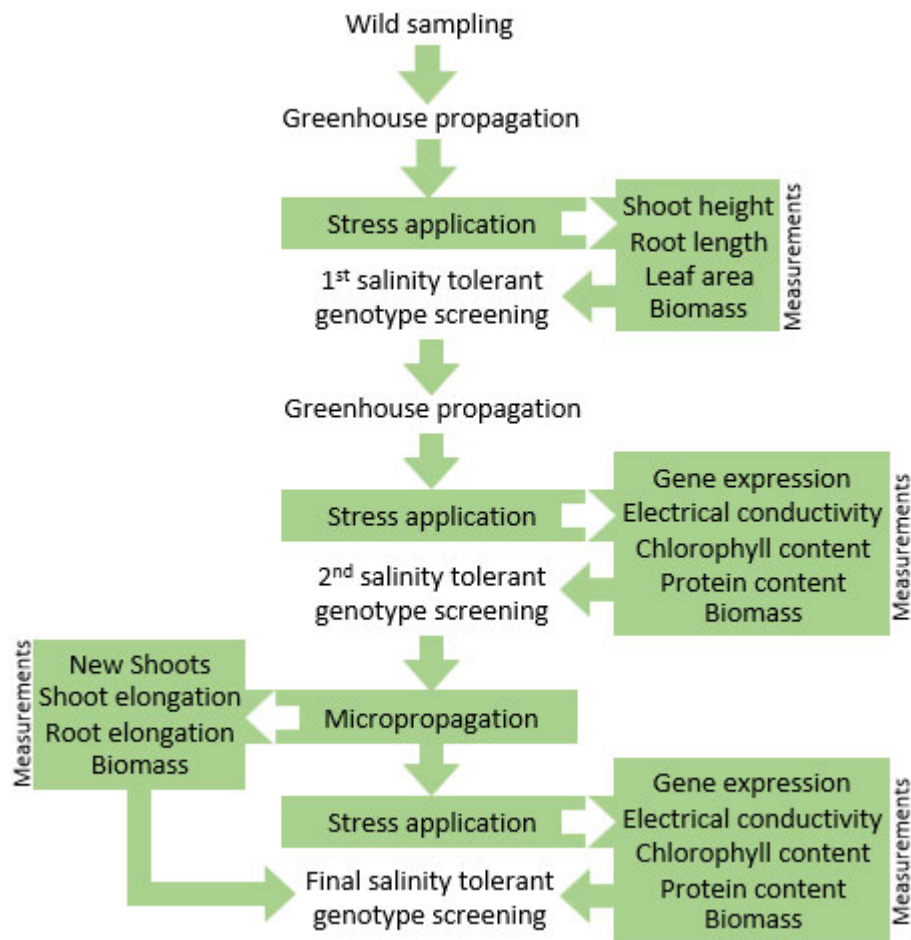 Wild sampling
Greenhouse propagation
Stress application
Shoot height
Root length
Leaf area
Biomass
Measurements
1st salinity tolerant
genotype screening
Greenhouse propagation
Stress application
Gene expression
Electrical conductivity
Chlorophyll content
Protein content
Biomass
Measurements
2nd salinity tolerant
genotype screening
Micropropagation
New Shoots
Shoot elongation
Root elongation
Biomass
Measurements
Stress application
Gene expression
Electrical conductivity
Chlorophyll content
Protein content
Biomass
Measurements
Final salinity tolerant
genotype screening